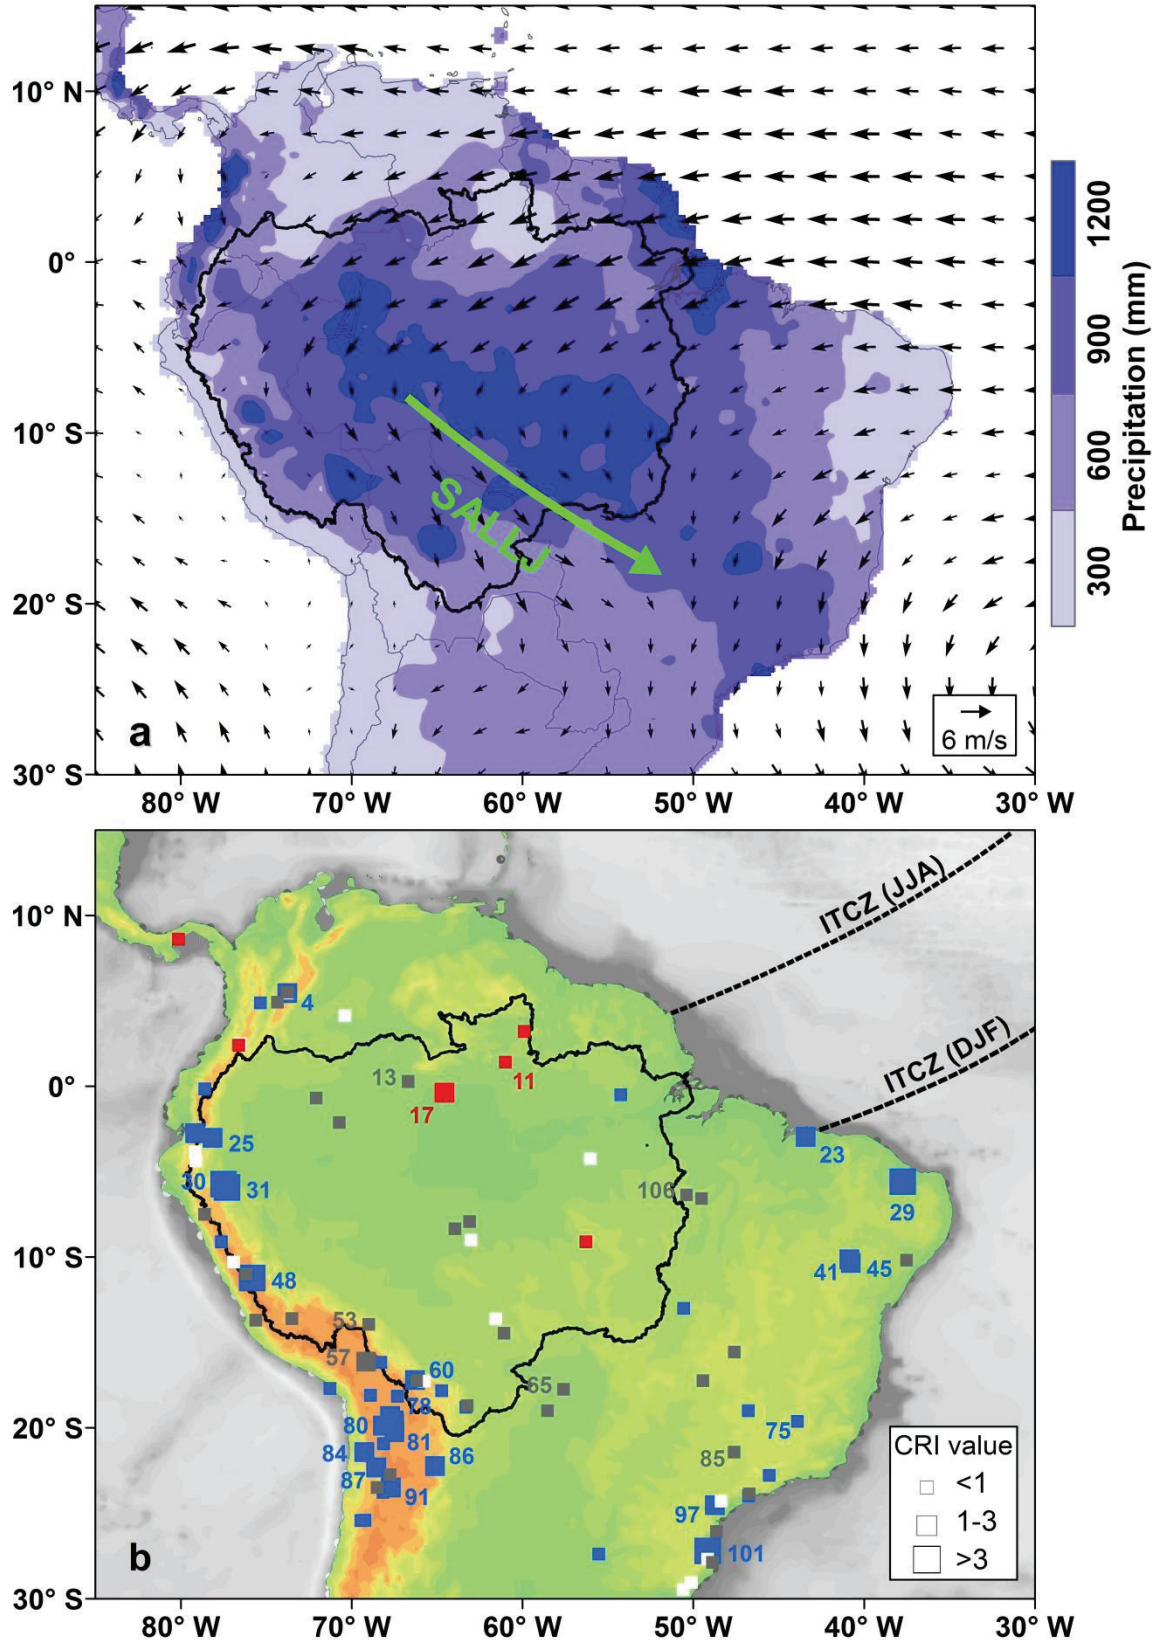 10° N
0°
10° S
20° S
30° S
80° W
70° W
60° W
50° W
40° W
30° W
SALLJ
a
6 m/s
1200
900
600
300
Precipitation (mm)
ITCZ (JJA)
ITCZ (DJF)
10° N
0°
10° S
20° S
30° S
4
13
11
17
25
23
30
31
29
106
48
41
45
53
57
60
65
78
80
75
81
84
86
85
87
91
97
101
b
CRI value
<1
1-3
>3
80° W
70° W
60° W
50° W
40° W
30° W